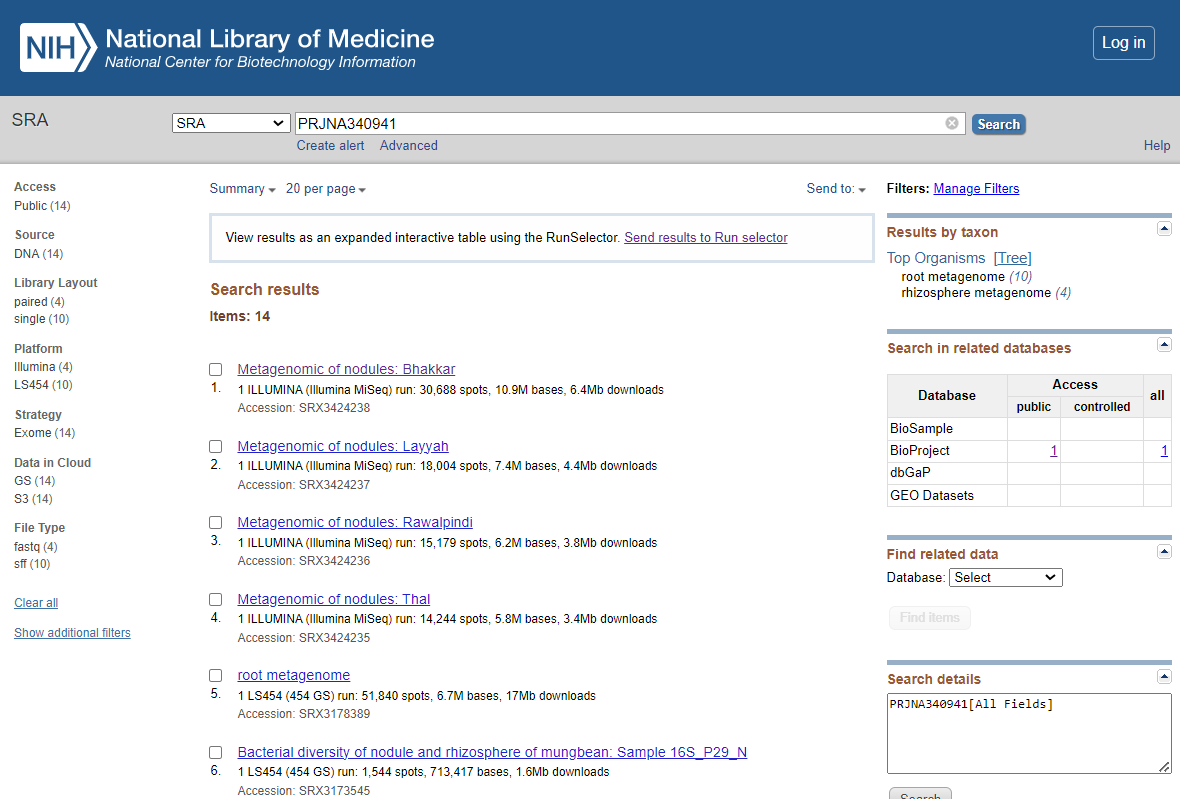 NIH National Library of Medicine
National Center for Biotechnology Information
Log in
SRA
SRA PRJNA340941 Search
Create alert Advanced
Help
Access
Public (14)
Source
DNA (14)
Library Layout
paired (4)
single (10)
Platform
Illumina (4)
LS454 (10)
Strategy
Exome (14)
Data in Cloud
GS (14)
S3 (14)
File Type
fastq (4)
sff (10)
Clear all
Show additional filters
Summary 20 per page Send to:
View results as an expanded interactive table using the RunSelector. Send results to Run selector
Search results
Items: 14
Metagenomic of nodules: Bhakkar
1. 1 ILLUMINA (Illumina MiSeq) run: 30,688 spots, 10.9M bases, 6.4Mb downloads
Accession: SRX3424238
Metagenomic of nodules: Layyah
2. 1 ILLUMINA (Illumina MiSeq) run: 18,004 spots, 7.4M bases, 4.4Mb downloads
Accession: SRX3424237
Metagenomic of nodules: Rawalpindi
3. 1 ILLUMINA (Illumina MiSeq) run: 15,179 spots, 6.2M bases, 3.8Mb downloads
Accession: SRX3424236
Metagenomic of nodules: Thal
4. 1 ILLUMINA (Illumina MiSeq) run: 14,244 spots, 5.8M bases, 3.4Mb downloads
Accession: SRX3424235
root metagenome
5. 1 LS454 (454 GS) run: 51,840 spots, 6.7M bases, 17Mb downloads
Accession: SRX3178389
Bacterial diversity of nodule and rhizosphere of mungbean: Sample 16S_P29_N
6. 1 LS454 (454 GS) run: 1,544 spots, 713,417 bases, 1.6Mb downloads
Accession: SRX3173545
Filters: Manage Filters
Results by taxon
Top Organisms [Tree]
root metagenome (10)
rhizosphere metagenome (4)
Search in related databases
Database Access all
public controlled
BioSample
BioProject 1 1
dbGaP
GEO Datasets
Find related data
Database: Select
Find items
Search details
PRJNA340941[All Fields]
Search